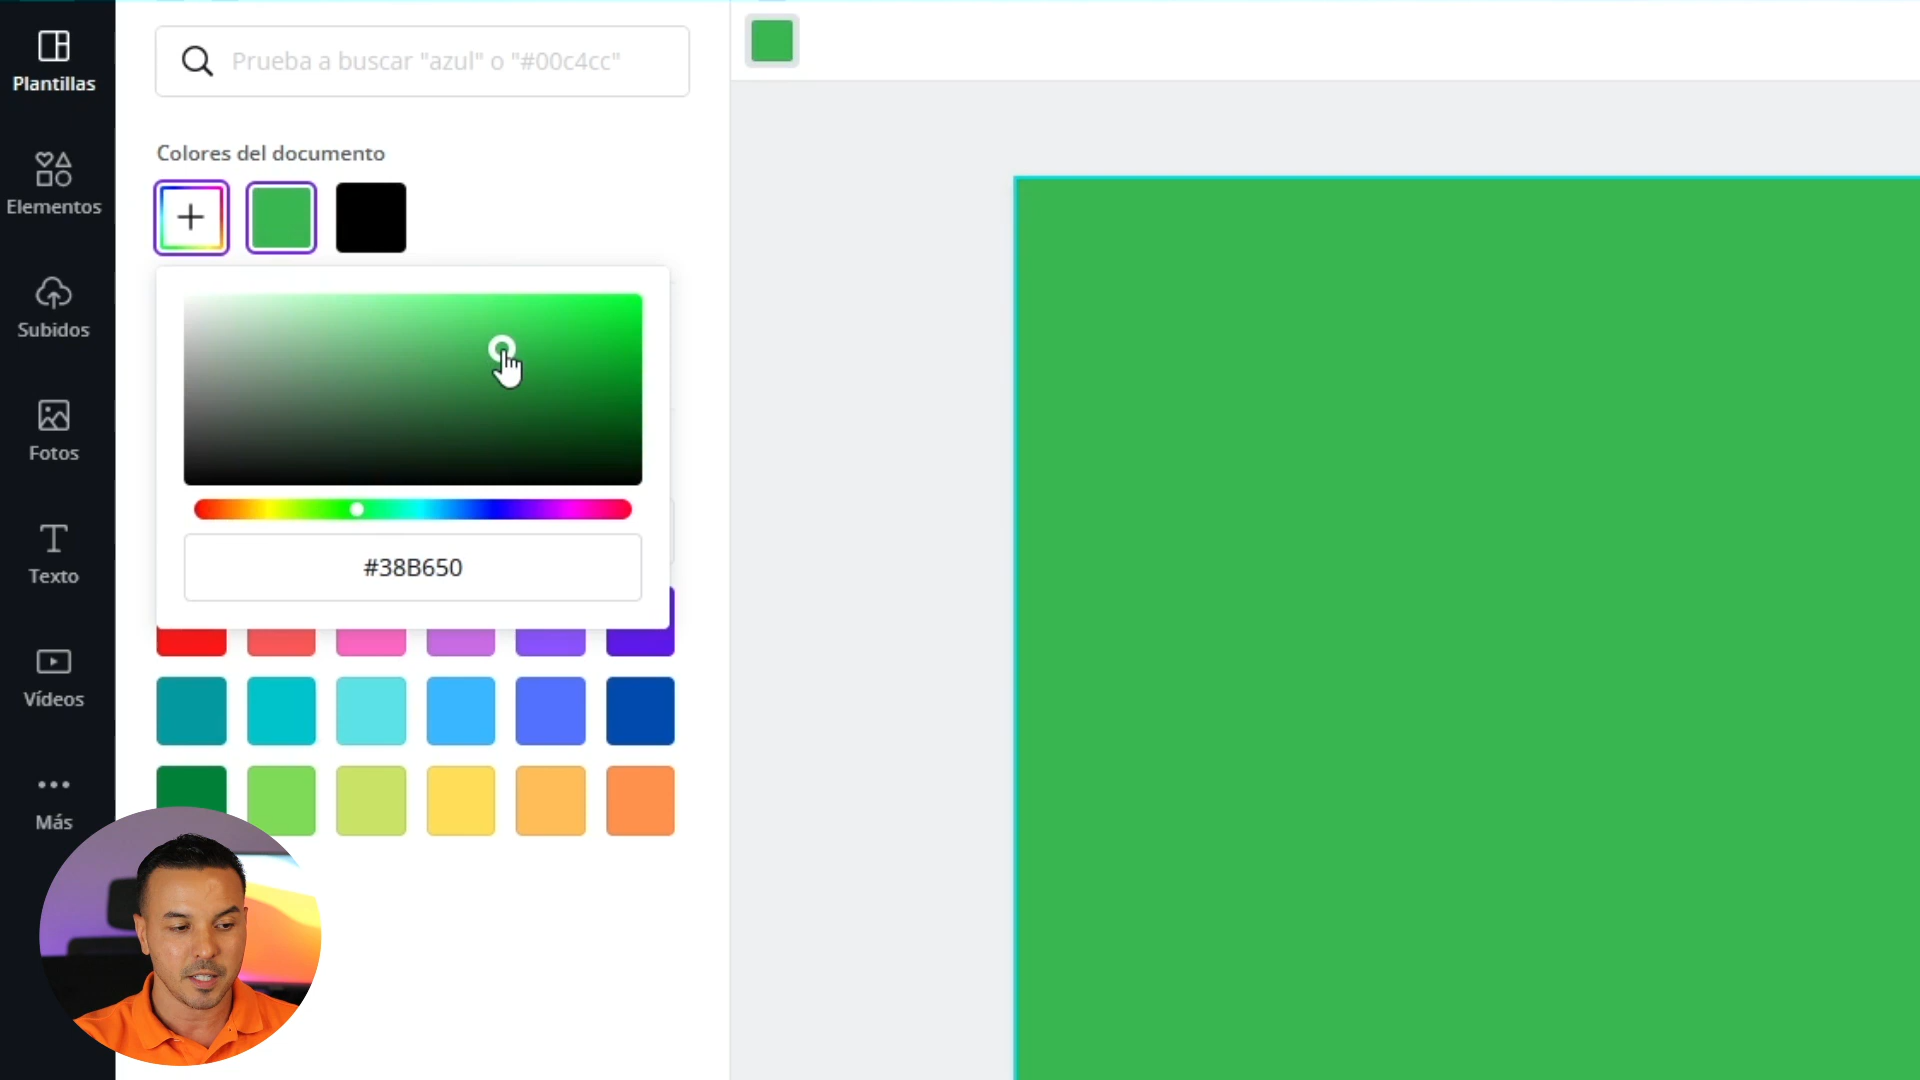 Plantillas
Elementos
Subidos
Fotos
Texto
Vídeos
Más
Prueba a buscar "azul" o "#00c4cc"
Colores del documento
#38B650